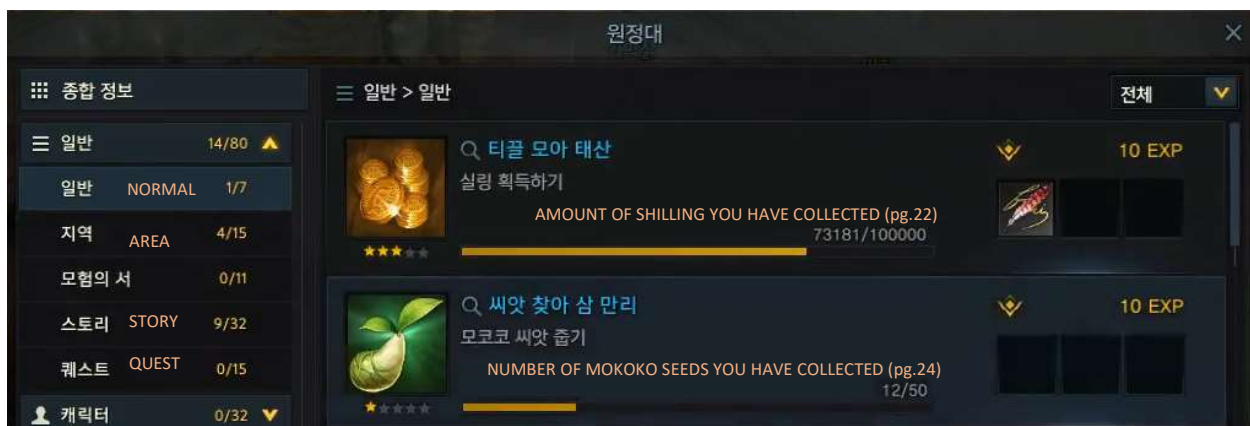 원정대
종합 정보
일반 > 일반
전체
일반 14/80
일반 NORMAL 1/7
지역 AREA 4/15
모험의 서 0/11
스토리 STORY 9/32
퀘스트 QUEST 0/15
캐릭터 0/32
티끌 모아 태산
10 EXP
실링 획득하기
AMOUNT OF SHILLING YOU HAVE COLLECTED (pg.22)
73181/100000
씨앗 찾아 삼 만리
10 EXP
모코코 씨앗 줍기
NUMBER OF MOKOKO SEEDS YOU HAVE COLLECTED (pg.24)
12/50